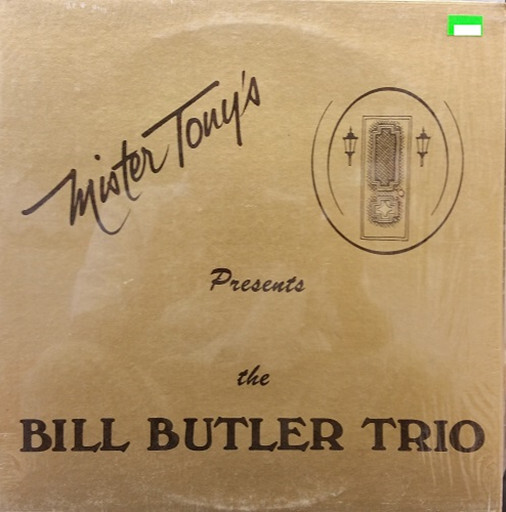 Mister Tony's
Presents
the
BILL BUTLER TRIO